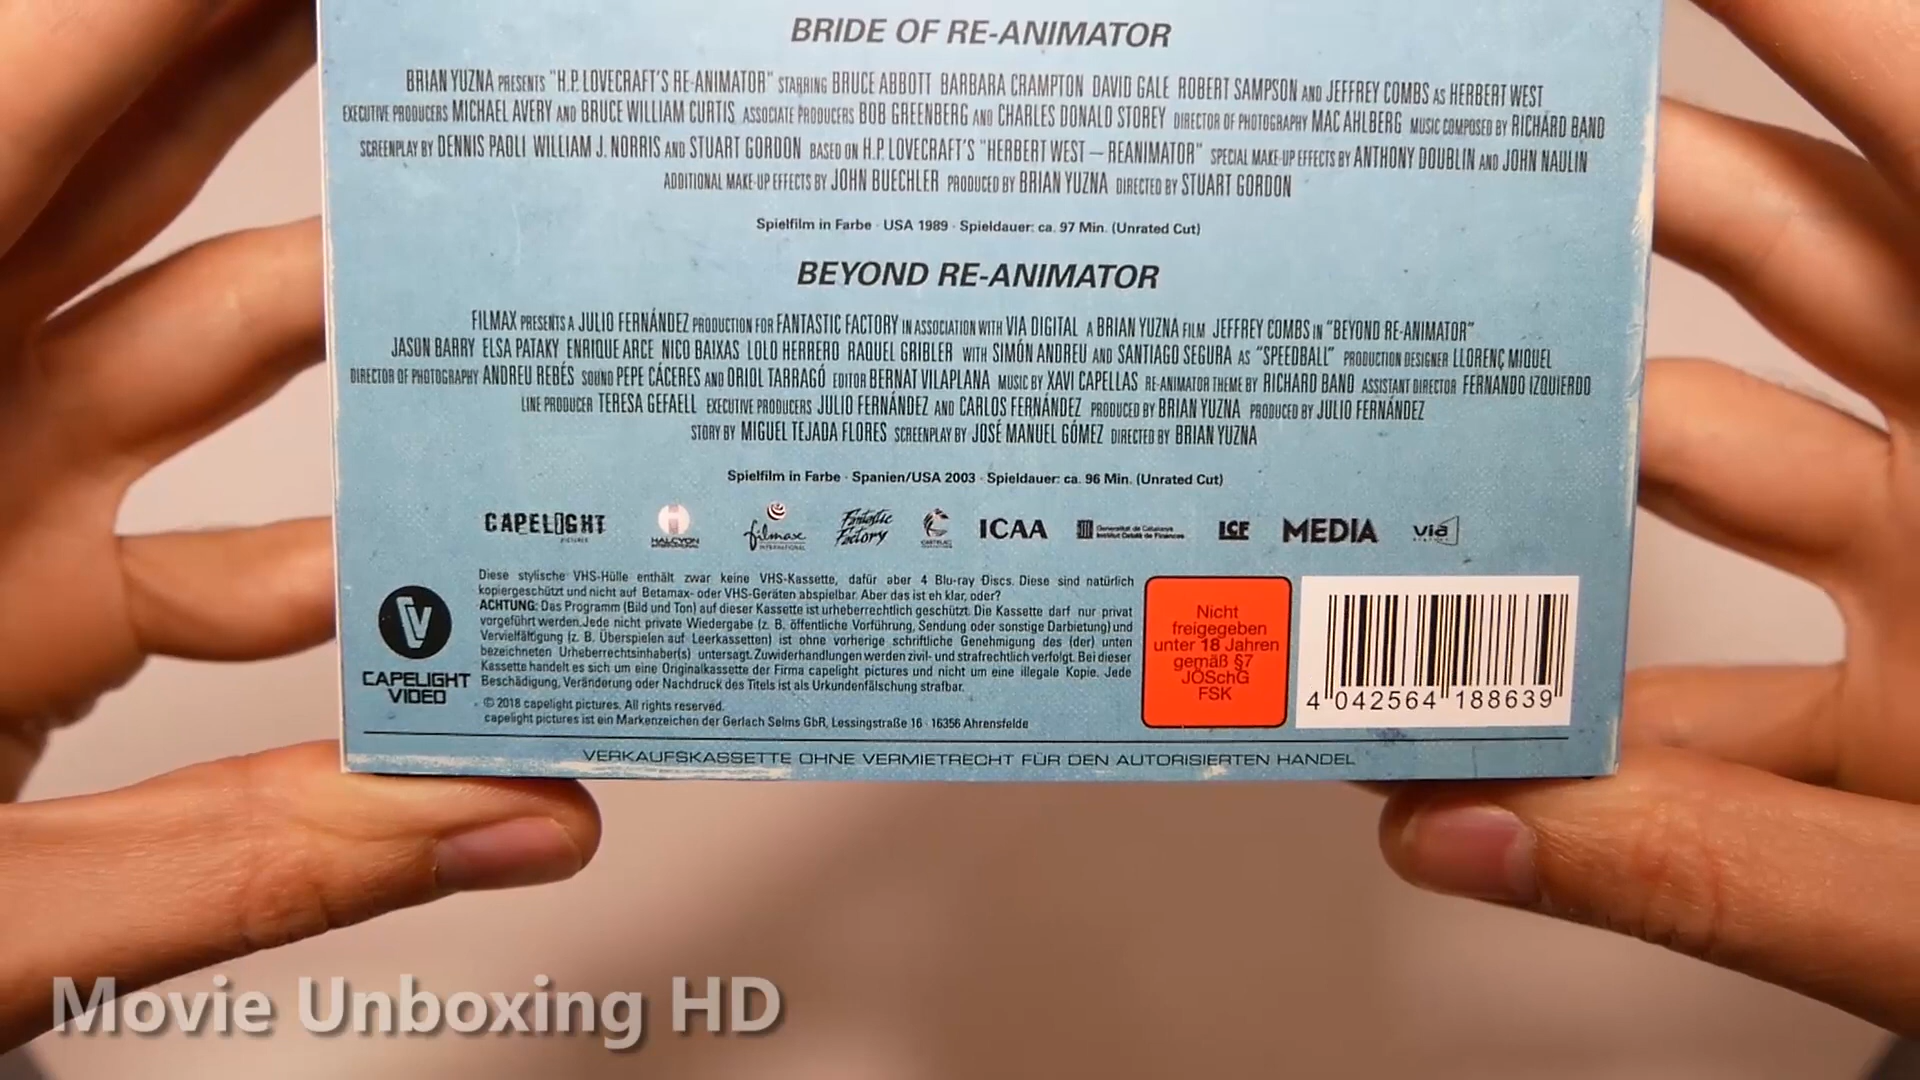 BRIDE OF RE-ANIMATOR
BRIAN YUZNA PRESENTS "H.P. LOVECRAFT'S RE-ANIMATOR" STARRING BRUCE ABBOTT BARBARA CRAMPTON DAVID GALE ROBERT SAMPSON AND JEFFREY COMBS AS HERBERT WEST
EXECUTIVE PRODUCERS MICHAEL AVERY AND BRUCE WILLIAM CURTIS ASSOCIATE PRODUCERS BOB GREENBERG AND CHARLES DONALD STOREY DIRECTOR OF PHOTOGRAPHY MAC AHLBERG MUSIC COMPOSED BY RICHARD BAND
SCREENPLAY BY DENNIS PAOLI WILLIAM J. NORRIS AND STUART GORDON BASED ON H.P. LOVECRAFT'S "HERBERT WEST – REANIMATOR" SPECIAL MAKE-UP EFFECTS BY ANTHONY DOUBLIN AND JOHN NAULIN
ADDITIONAL MAKE-UP EFFECTS BY JOHN BUECHLER PRODUCED BY BRIAN YUZNA DIRECTED BY STUART GORDON
Spielfilm in Farbe · USA 1989 · Spieldauer: ca. 97 Min. (Unrated Cut)
BEYOND RE-ANIMATOR
FILMAX PRESENTS A JULIO FERNÁNDEZ PRODUCTION FOR FANTASTIC FACTORY IN ASSOCIATION WITH VIA DIGITAL A BRIAN YUZNA FILM JEFFREY COMBS IN "BEYOND RE-ANIMATOR"
JASON BARRY ELSA PATAKY ENRIQUE ARCE NICO BAIXAS LOLO HERRERO RAQUEL GRIBLER WITH SIMÓN ANDREU AND SANTIAGO SEGURA AS "SPEEDBALL" PRODUCTION DESIGNER LLORENÇ MIQUEL
DIRECTOR OF PHOTOGRAPHY ANDREU REBÉS SOUND PEPE CÁCERES AND ORIOL TARRAGÓ EDITOR BERNAT VILAPLANA MUSIC BY XAVI CAPELLAS RE-ANIMATOR THEME BY RICHARD BAND ASSISTANT DIRECTOR FERNANDO IZQUIERDO
LINE PRODUCER TERESA GEFAELL EXECUTIVE PRODUCERS JULIO FERNÁNDEZ AND CARLOS FERNÁNDEZ PRODUCED BY BRIAN YUZNA PRODUCED BY JULIO FERNÁNDEZ
STORY BY MIGUEL TEJADA FLORES SCREENPLAY BY JOSÉ MANUEL GÓMEZ DIRECTED BY BRIAN YUZNA
Spielfilm in Farbe · Spanien/USA 2003 · Spieldauer: ca. 96 Min. (Unrated Cut)
CAPELIGHT PICTURES HALCYON INTERNATIONAL filmax INTERNATIONAL Fantastic Factory ICAA Generalitat de Catalunya Institut Català de Finances ICF MEDIA via
Diese stylische VHS-Hülle enthält zwar keine VHS-Kassette, dafür aber 4 Blu-ray Discs. Diese sind natürlich
kopiergeschützt und nicht auf Betamax- oder VHS-Geräten abspielbar. Aber das ist eh klar, oder?
ACHTUNG: Das Programm (Bild und Ton) auf dieser Kassette ist urheberrechtlich geschützt. Die Kassette darf nur privat
vorgeführt werden. Jede nicht private Wiedergabe (z. B. öffentliche Vorführung, Sendung oder sonstige Darbietung) und
Vervielfältigung (z. B. Überspielen auf Leerkassetten) ist ohne vorherige schriftliche Genehmigung des (der) unten
bezeichneten Urheberrechtsinhaber(s) untersagt. Zuwiderhandlungen werden zivil- und strafrechtlich verfolgt. Bei dieser
Kassette handelt es sich um eine Originalkassette der Firma capelight pictures und nicht um eine illegale Kopie. Jede
Beschädigung, Veränderung oder Nachdruck des Titels ist als Urkundenfälschung strafbar.
© 2018 capelight pictures. All rights reserved.
capelight pictures ist ein Markenzeichen der Gerlach Selms GbR, Lessingstraße 16 · 16356 Ahrensfelde
CV
CAPELIGHT
VIDEO
Nicht
freigegeben
unter 18 Jahren
gemäß §7
JÖSchG
FSK
4 042564 188639
VERKAUFSKASSETTE OHNE VERMIETRECHT FÜR DEN AUTORISIERTEN HANDEL
Movie Unboxing HD